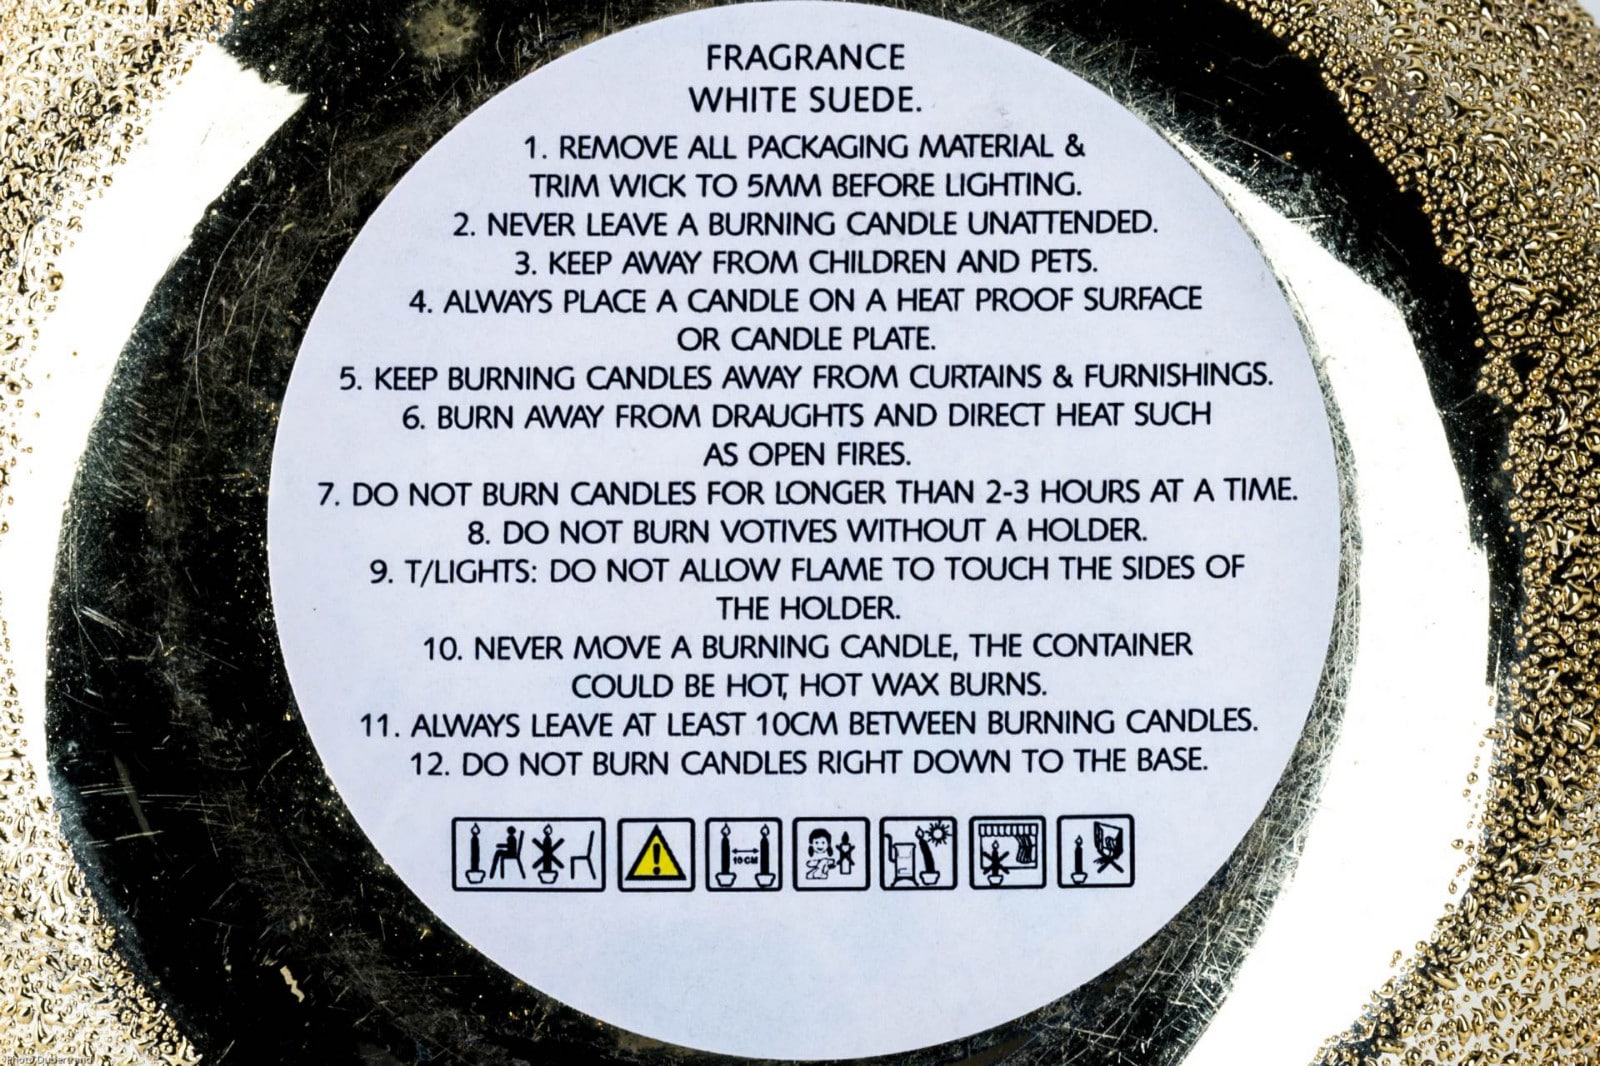 FRAGRANCE
WHITE SUEDE.
1. REMOVE ALL PACKAGING MATERIAL &
TRIM WICK TO 5MM BEFORE LIGHTING.
2. NEVER LEAVE A BURNING CANDLE UNATTENDED.
3. KEEP AWAY FROM CHILDREN AND PETS.
4. ALWAYS PLACE A CANDLE ON A HEAT PROOF SURFACE
OR CANDLE PLATE.
5. KEEP BURNING CANDLES AWAY FROM CURTAINS & FURNISHINGS.
6. BURN AWAY FROM DRAUGHTS AND DIRECT HEAT SUCH
AS OPEN FIRES.
7. DO NOT BURN CANDLES FOR LONGER THAN 2-3 HOURS AT A TIME.
8. DO NOT BURN VOTIVES WITHOUT A HOLDER.
9. T/LIGHTS: DO NOT ALLOW FLAME TO TOUCH THE SIDES OF
THE HOLDER.
10. NEVER MOVE A BURNING CANDLE, THE CONTAINER
COULD BE HOT, HOT WAX BURNS.
11. ALWAYS LEAVE AT LEAST 10CM BETWEEN BURNING CANDLES.
12. DO NOT BURN CANDLES RIGHT DOWN TO THE BASE.
10 CM